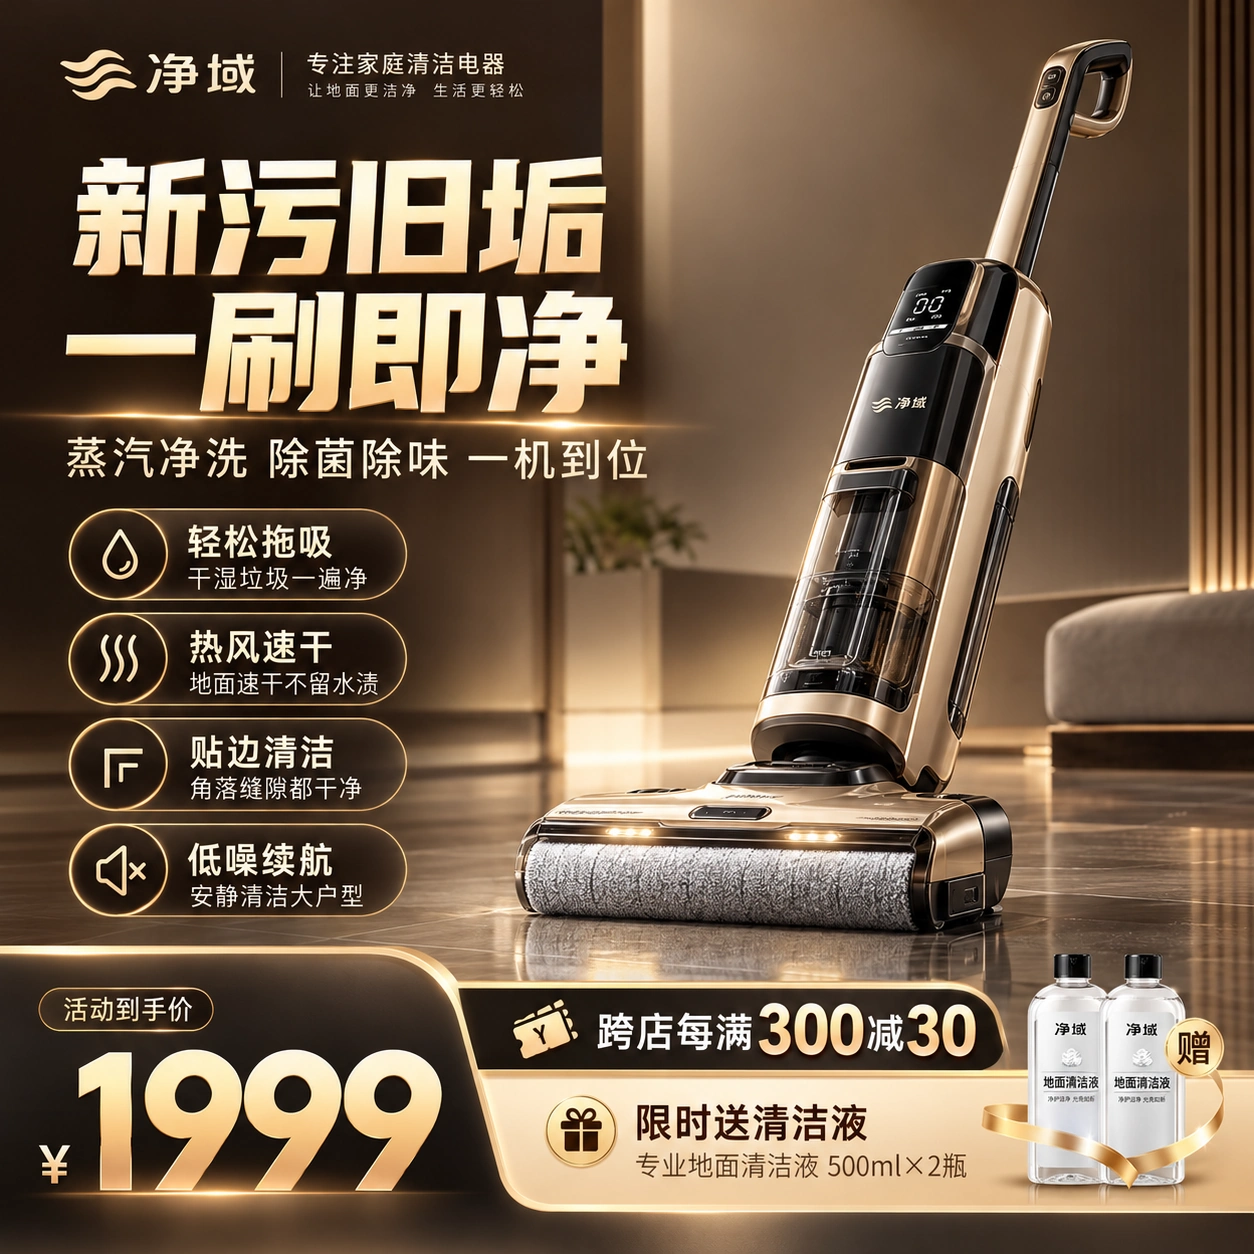 净域
专注家庭清洁电器
让地面更洁净 生活更轻松
新污旧垢
一刷即净
蒸汽净洗 除菌除味 一机到位
轻松拖吸
干湿垃圾一遍净
热风速干
地面速干不留水渍
贴边清洁
角落缝隙都干净
低噪续航
安静清洁大户型
00
净域
活动到手价
¥1999
Y
跨店每满300减30
限时送清洁液
专业地面清洁液 500ml×2瓶
净域
地面清洁液
净域
地面清洁液
赠